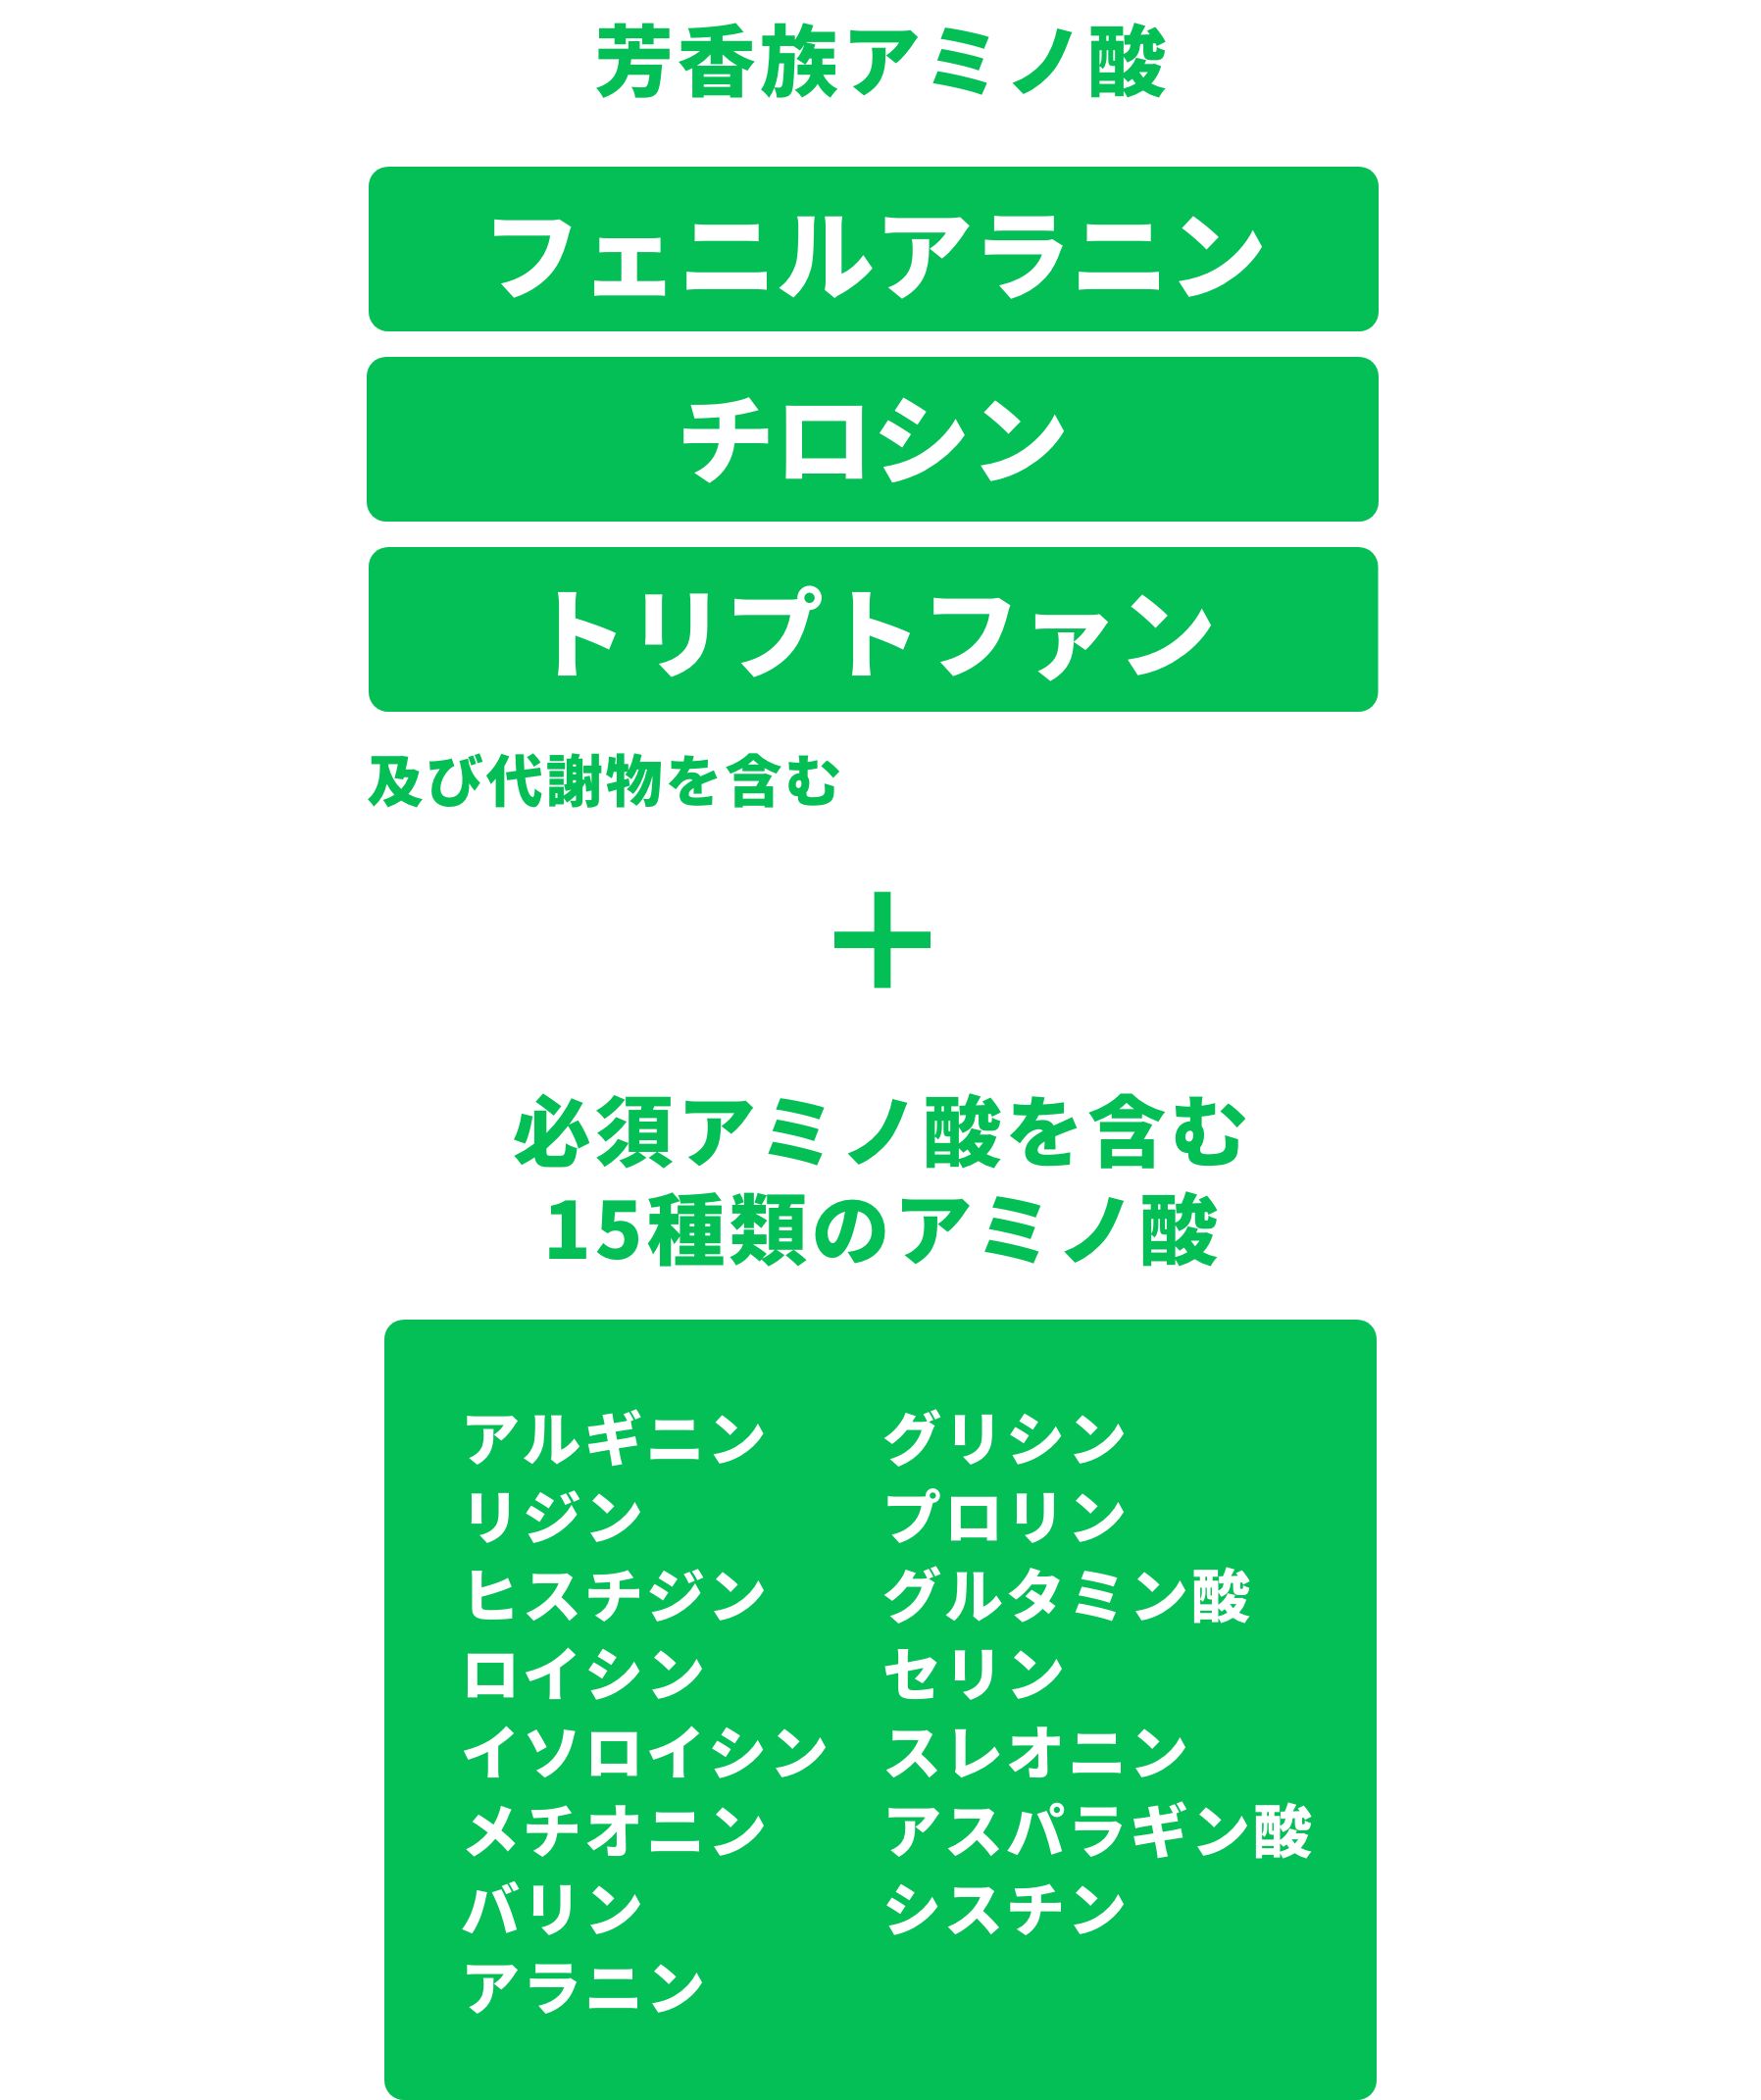 芳香族アミノ酸
フェニルアラニン
チロシン
トリプトファン
及び代謝物を含む
+
必須アミノ酸を含む
15種類のアミノ酸
アルギニン
リジン
ヒスチジン
ロイシン
イソロイシン
メチオニン
バリン
アラニン
グリシン
プロリン
グルタミン酸
セリン
スレオニン
アスパラギン酸
シスチン